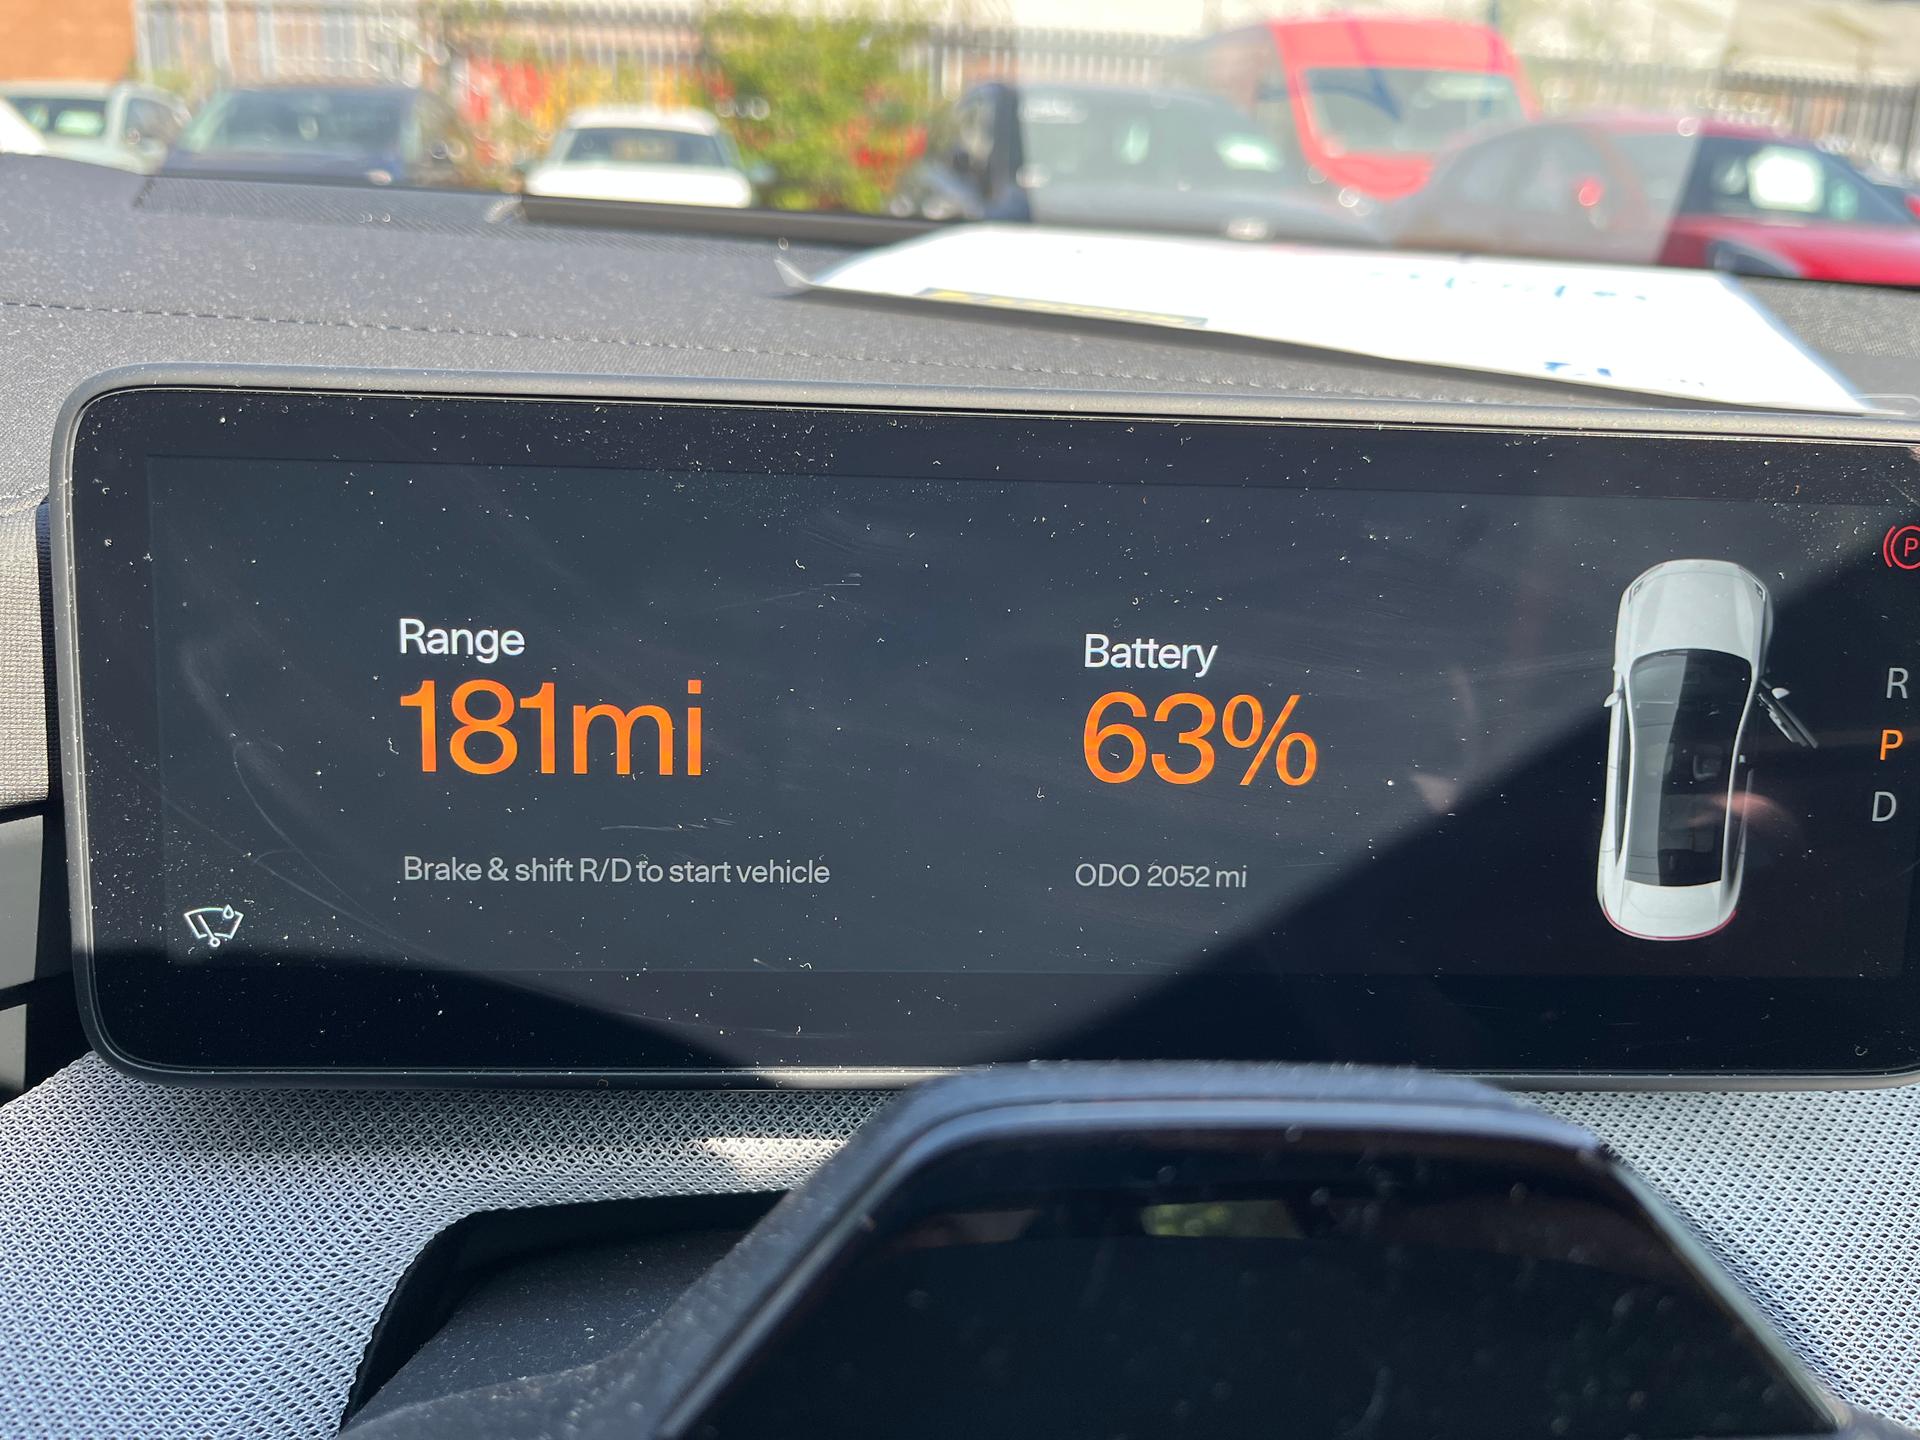 Range
181mi
Brake & shift R/D to start vehicle
Battery
63%
ODO 2052 mi
P
R
P
D